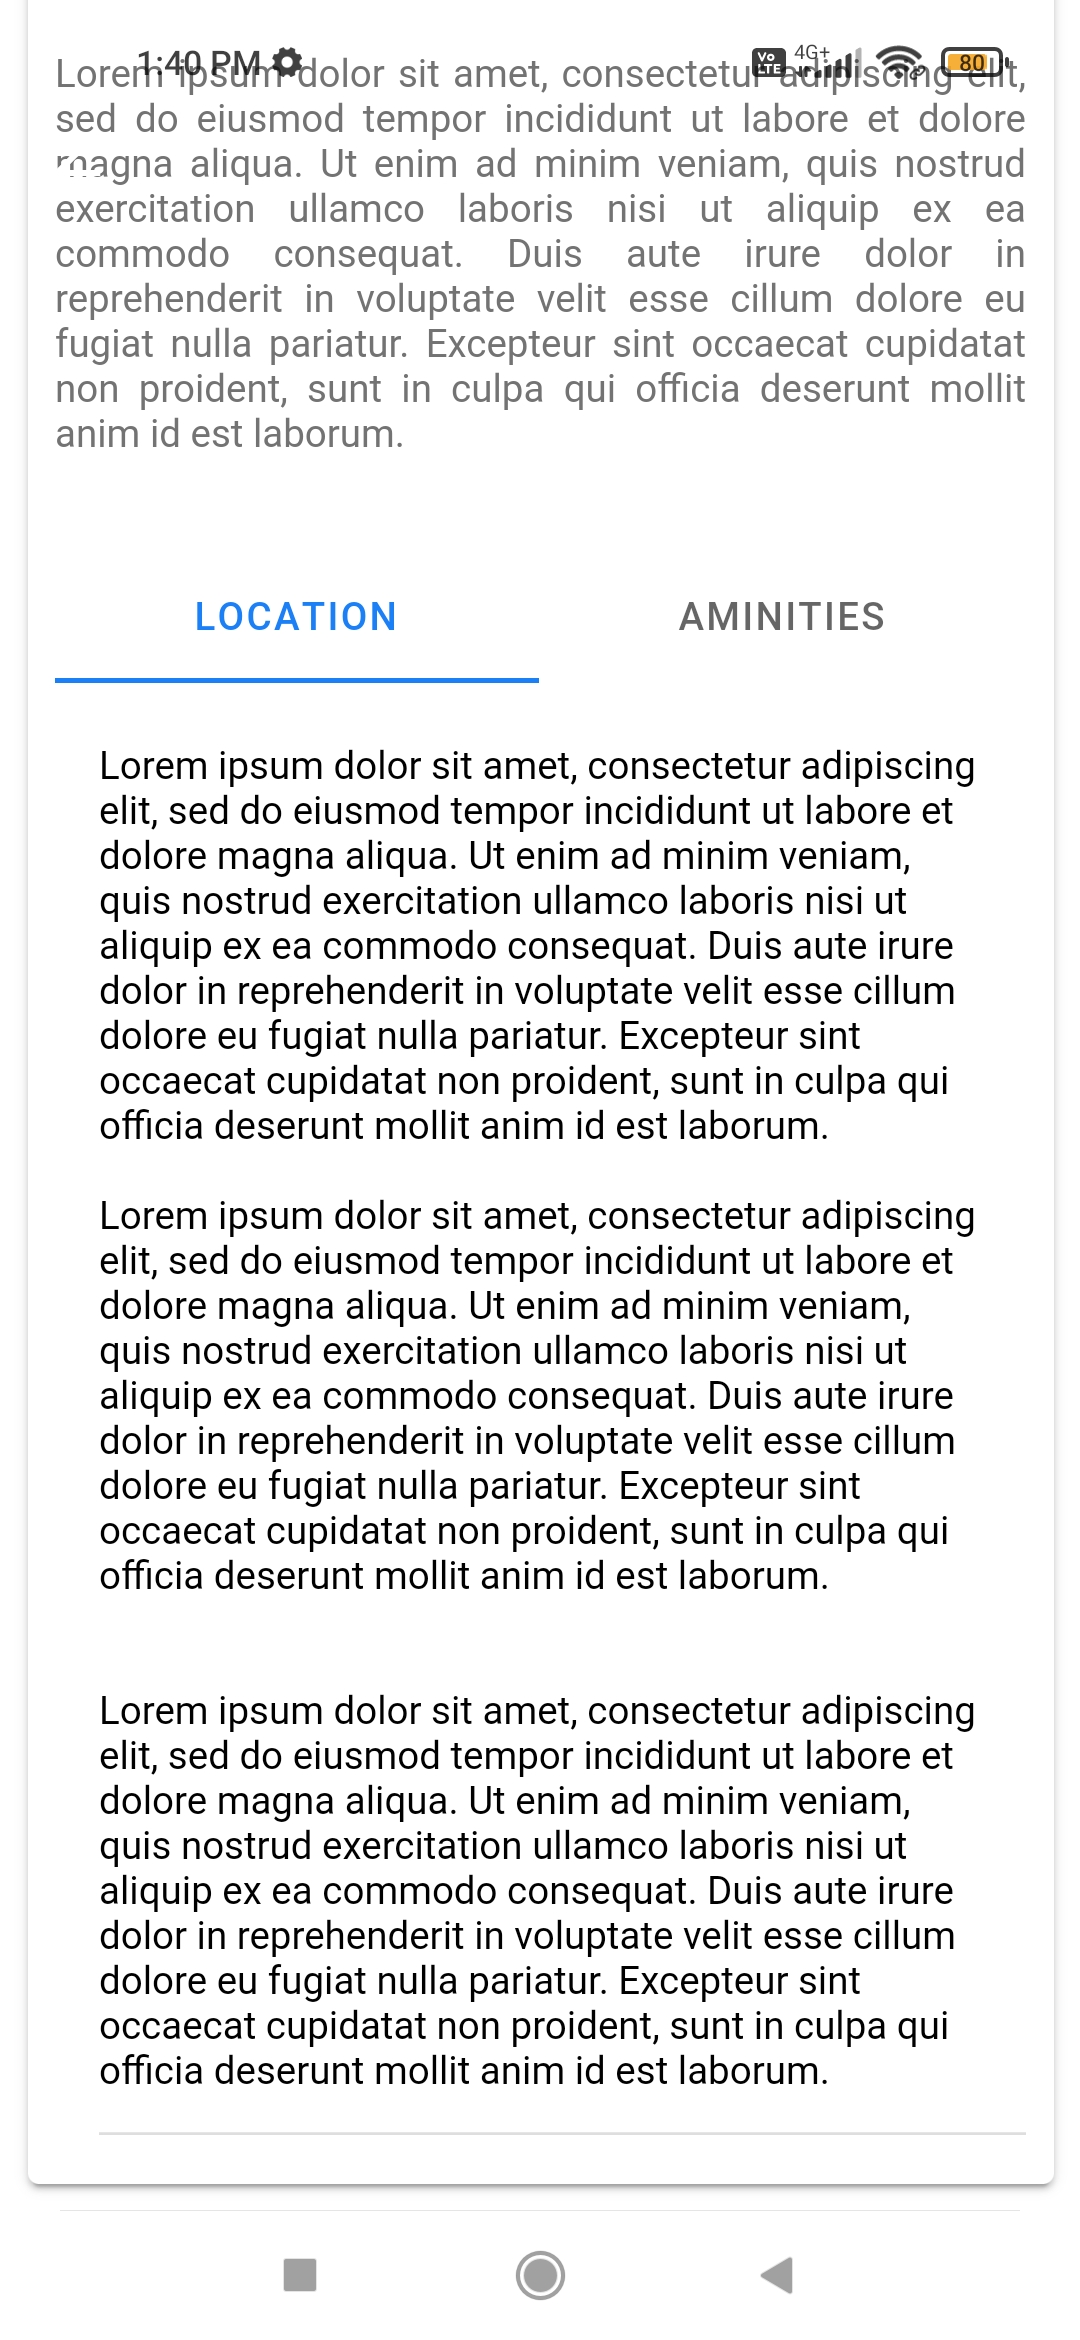 1:40 PM
Vo LTE 4G+ 80
Lorem ipsum dolor sit amet, consectetur adipiscing elit,
sed do eiusmod tempor incididunt ut labore et dolore
magna aliqua. Ut enim ad minim veniam, quis nostrud
exercitation ullamco laboris nisi ut aliquip ex ea
commodo consequat. Duis aute irure dolor in
reprehenderit in voluptate velit esse cillum dolore eu
fugiat nulla pariatur. Excepteur sint occaecat cupidatat
non proident, sunt in culpa qui officia deserunt mollit
anim id est laborum.
LOCATION
AMINITIES
Lorem ipsum dolor sit amet, consectetur adipiscing
elit, sed do eiusmod tempor incididunt ut labore et
dolore magna aliqua. Ut enim ad minim veniam,
quis nostrud exercitation ullamco laboris nisi ut
aliquip ex ea commodo consequat. Duis aute irure
dolor in reprehenderit in voluptate velit esse cillum
dolore eu fugiat nulla pariatur. Excepteur sint
occaecat cupidatat non proident, sunt in culpa qui
officia deserunt mollit anim id est laborum.
Lorem ipsum dolor sit amet, consectetur adipiscing
elit, sed do eiusmod tempor incididunt ut labore et
dolore magna aliqua. Ut enim ad minim veniam,
quis nostrud exercitation ullamco laboris nisi ut
aliquip ex ea commodo consequat. Duis aute irure
dolor in reprehenderit in voluptate velit esse cillum
dolore eu fugiat nulla pariatur. Excepteur sint
occaecat cupidatat non proident, sunt in culpa qui
officia deserunt mollit anim id est laborum.
Lorem ipsum dolor sit amet, consectetur adipiscing
elit, sed do eiusmod tempor incididunt ut labore et
dolore magna aliqua. Ut enim ad minim veniam,
quis nostrud exercitation ullamco laboris nisi ut
aliquip ex ea commodo consequat. Duis aute irure
dolor in reprehenderit in voluptate velit esse cillum
dolore eu fugiat nulla pariatur. Excepteur sint
occaecat cupidatat non proident, sunt in culpa qui
officia deserunt mollit anim id est laborum.